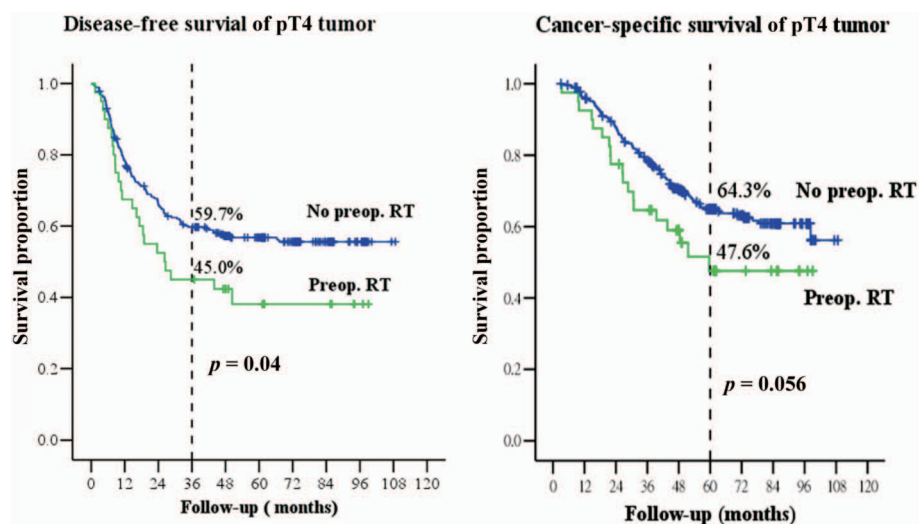 Disease-free survial of pT4 tumor
Survival proportion
1.0
0.8
0.6
0.4
0.2
0.0
59.7%
No preop. RT
45.0%
Preop. RT
p = 0.04
0 12 24 36 48 60 72 84 96 108 120
Follow-up ( months)
Cancer-specific survival of pT4 tumor
Survival proportion
1.0
0.8
0.6
0.4
0.2
0.0
64.3%
No preop. RT
47.6%
Preop. RT
p = 0.056
0 12 24 36 48 60 72 84 96 108 120
Follow-up (months)